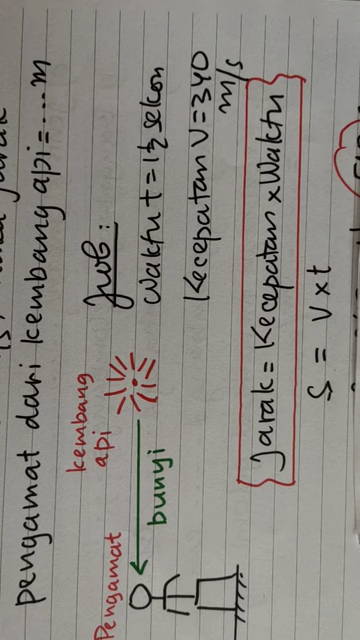 pengamat dari kembang api = .... m
Pengamat
kembang
api
bunyi
Jwb :
Waktu t = 1½ sekon
Kecepatan V = 340
m/s
Jarak = Kecepatan x Waktu
S = V x t